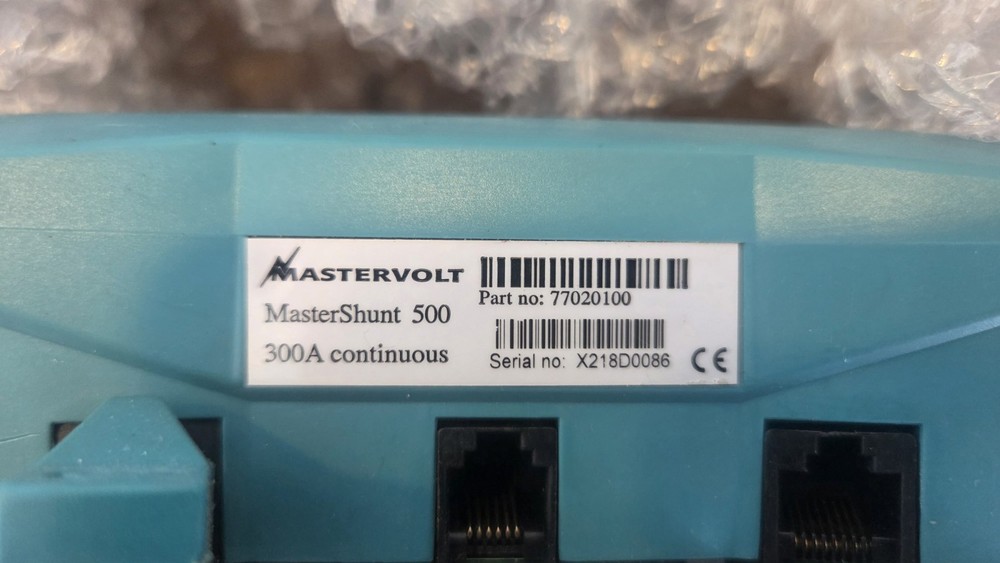 MASTERVOLT
MasterShunt 500
300A continuous
Part no: 77020100
Serial no: X218D0086
CE